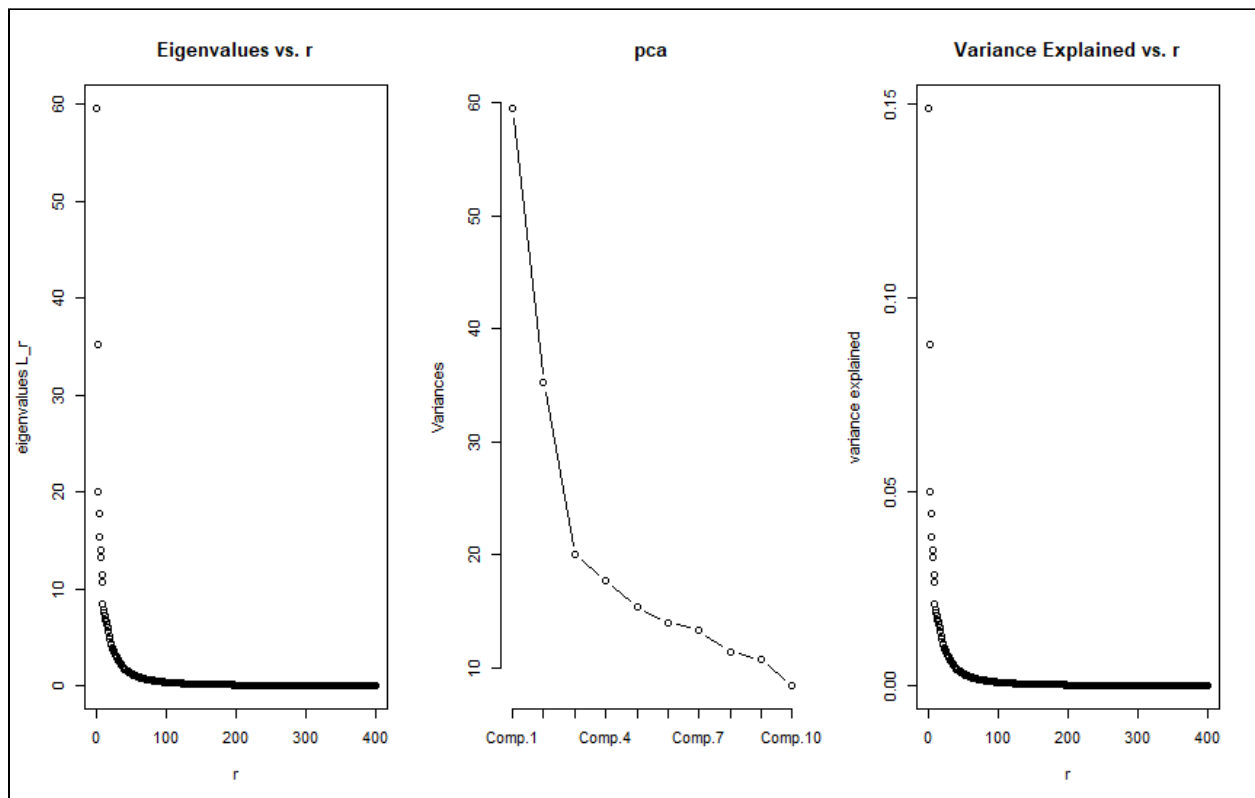 Eigenvalues vs. r
60
50
40
30
20
10
0
eigenvalues L_r
0 100 200 300 400
r
pca
60
50
40
30
20
10
Variances
Comp.1 Comp.4 Comp.7 Comp.10
Variance Explained vs. r
0.15
0.10
0.05
0.00
variance explained
0 100 200 300 400
r